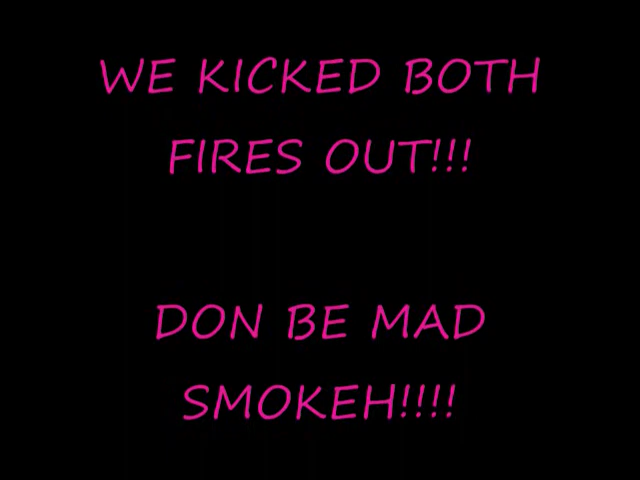 WE KICKED BOTH
FIRES OUT!!!
DON BE MAD
SMOKEH!!!!